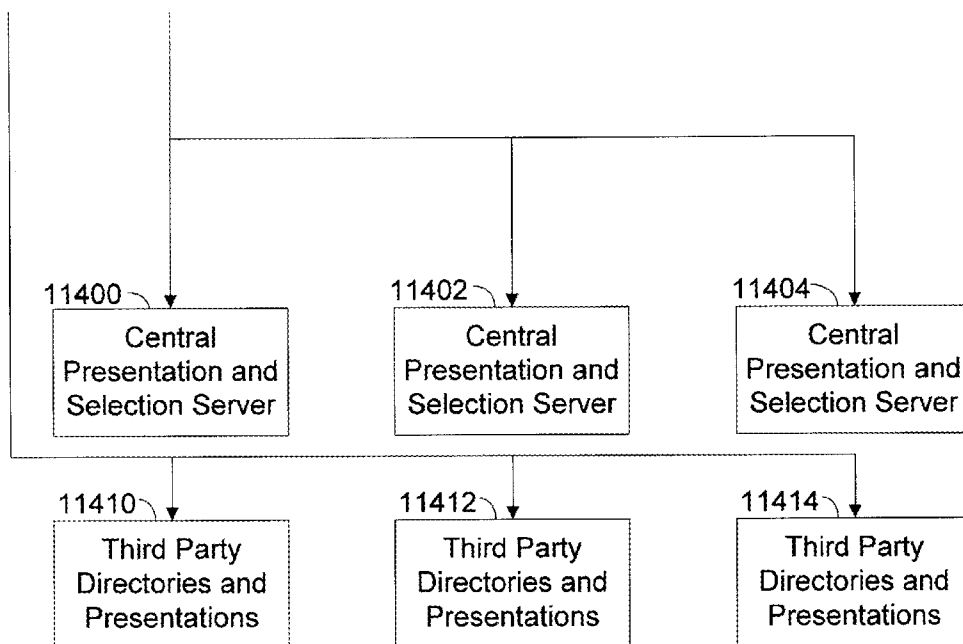 11400
11402
11404
Central
Presentation and
Selection Server
Central
Presentation and
Selection Server
Central
Presentation and
Selection Server
11410
11412
11414
Third Party
Directories and
Presentations
Third Party
Directories and
Presentations
Third Party
Directories and
Presentations